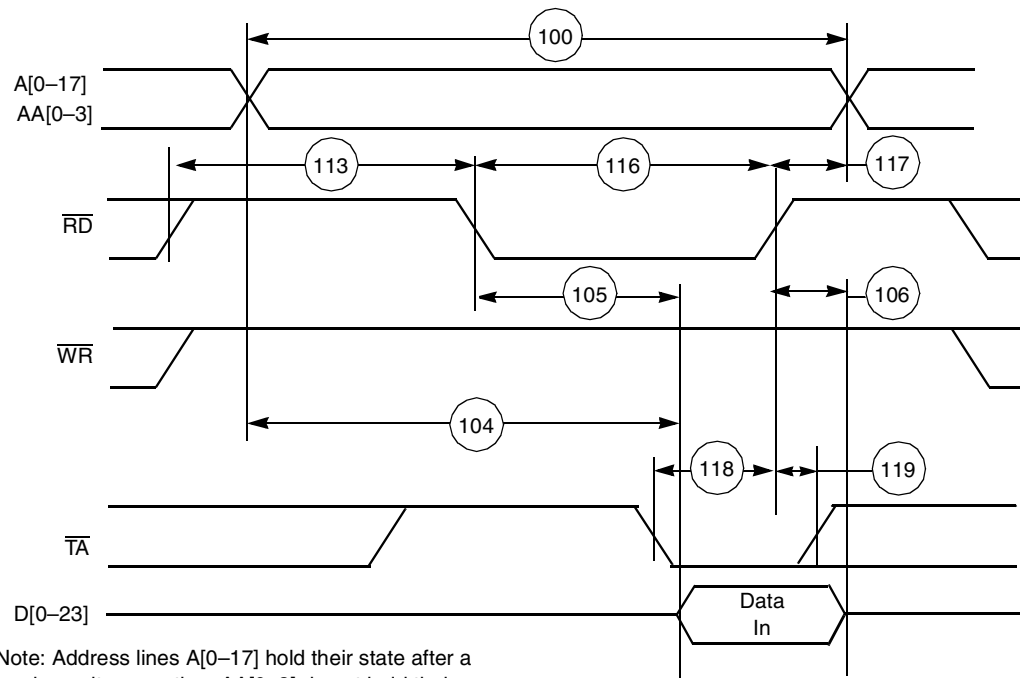 100
A[0–17]
AA[0–3]
113
116
117
RD
105
106
WR
104
118
119
TA
D[0–23]
Data
In
Note: Address lines A[0–17] hold their state after a